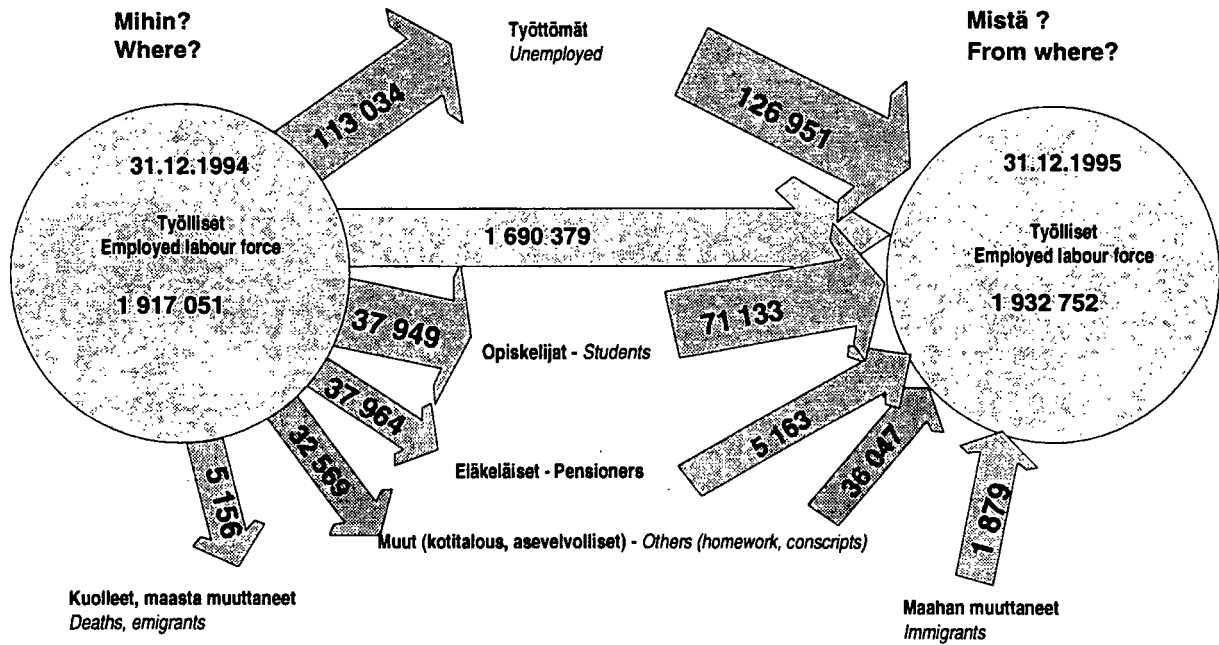 Mihin?
Where?
Työttömät
Unemployed
Mistä ?
From where?
113 034
126 951
31.12.1994
Työlliset
Employed labour force
1 917 051
1 690 379
31.12.1995
Työlliset
Employed labour force
1 932 752
37 949
71 133
Opiskelijat - Students
37 964
5 163
Eläkeläiset - Pensioners
32 569
36 047
5 156
1 879
Muut (kotitalous, asevelvolliset) - Others (homework, conscripts)
Kuolleet, maasta muuttaneet
Deaths, emigrants
Maahan muuttaneet
Immigrants